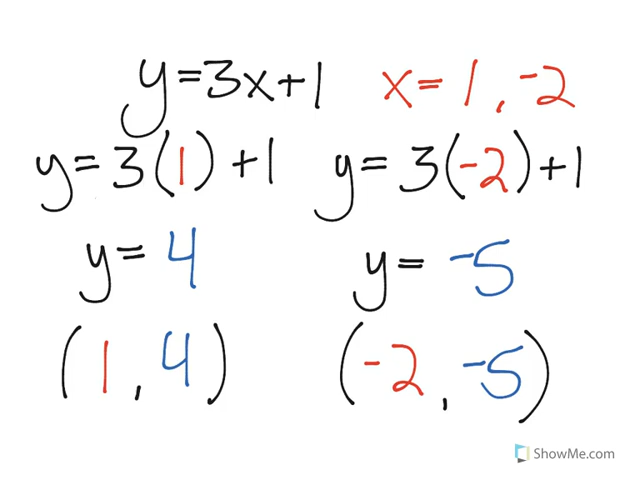 y=3x+1 x=1,-2
y=3(1)+1 y=3(-2)+1
y=4 y=-5
(1,4) (-2,-5)
ShowMe.com